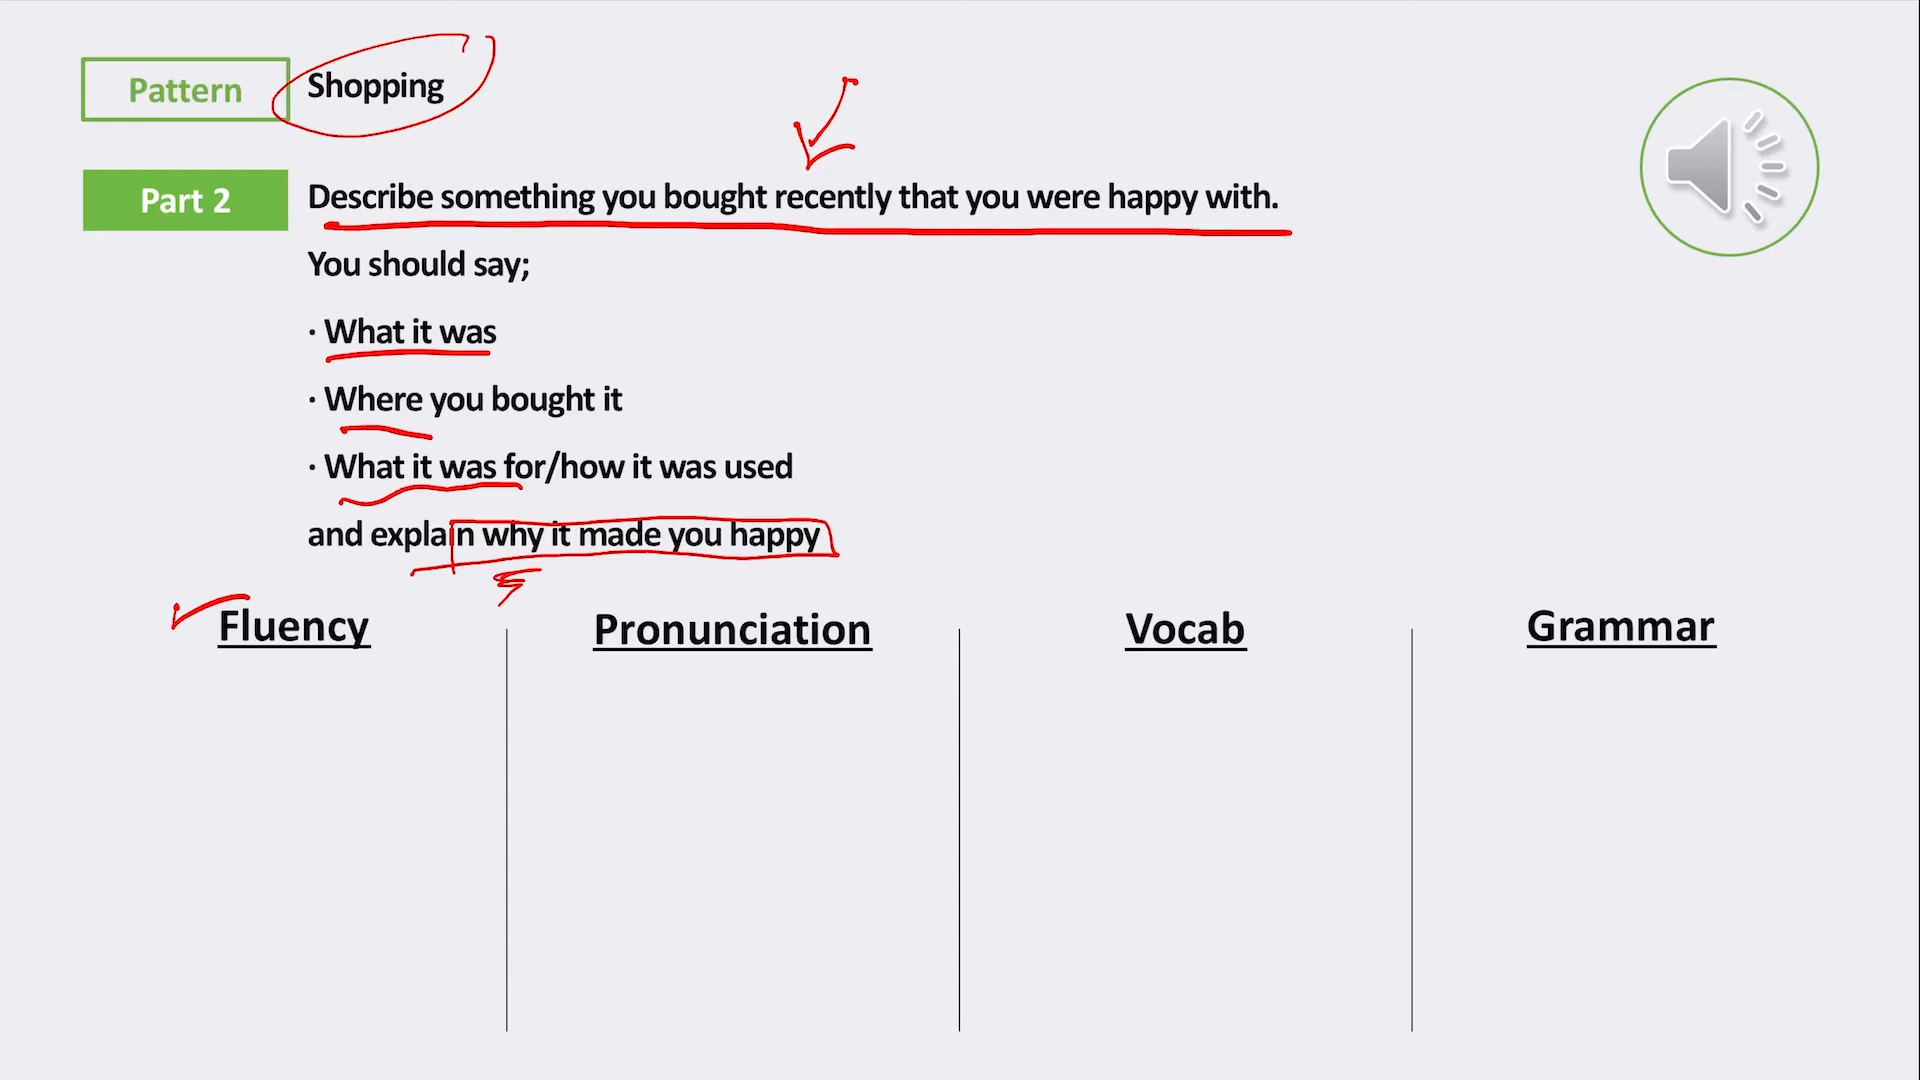 Pattern Shopping
Part 2 Describe something you bought recently that you were happy with.
You should say;
· What it was
· Where you bought it
· What it was for/how it was used
and explain why it made you happy
Fluency Pronunciation Vocab Grammar